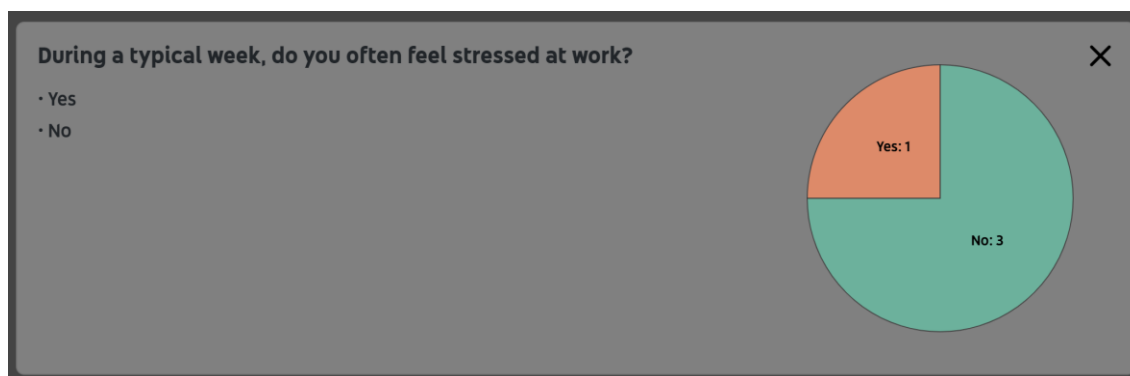 During a typical week, do you often feel stressed at work?
· Yes
· No
Yes: 1
No: 3